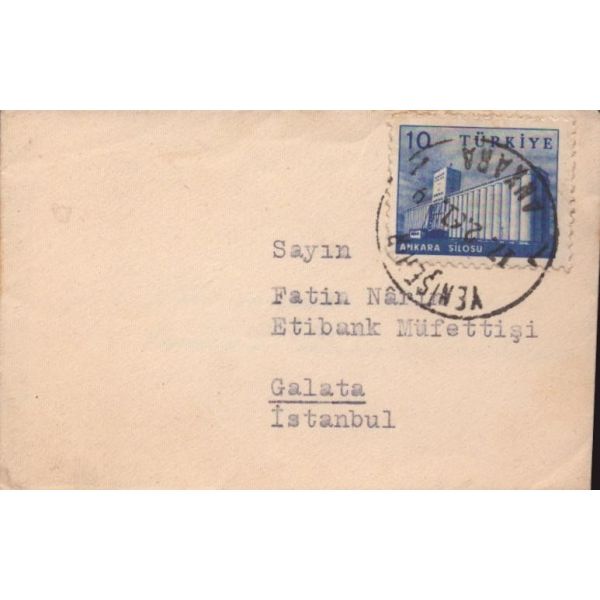 10 TÜRKİYE
ANKARA SİLOSU
YENİŞEHİR
ANKARA
Sayın
Fatin
Etibank Müfettişi
Galata
İstanbul